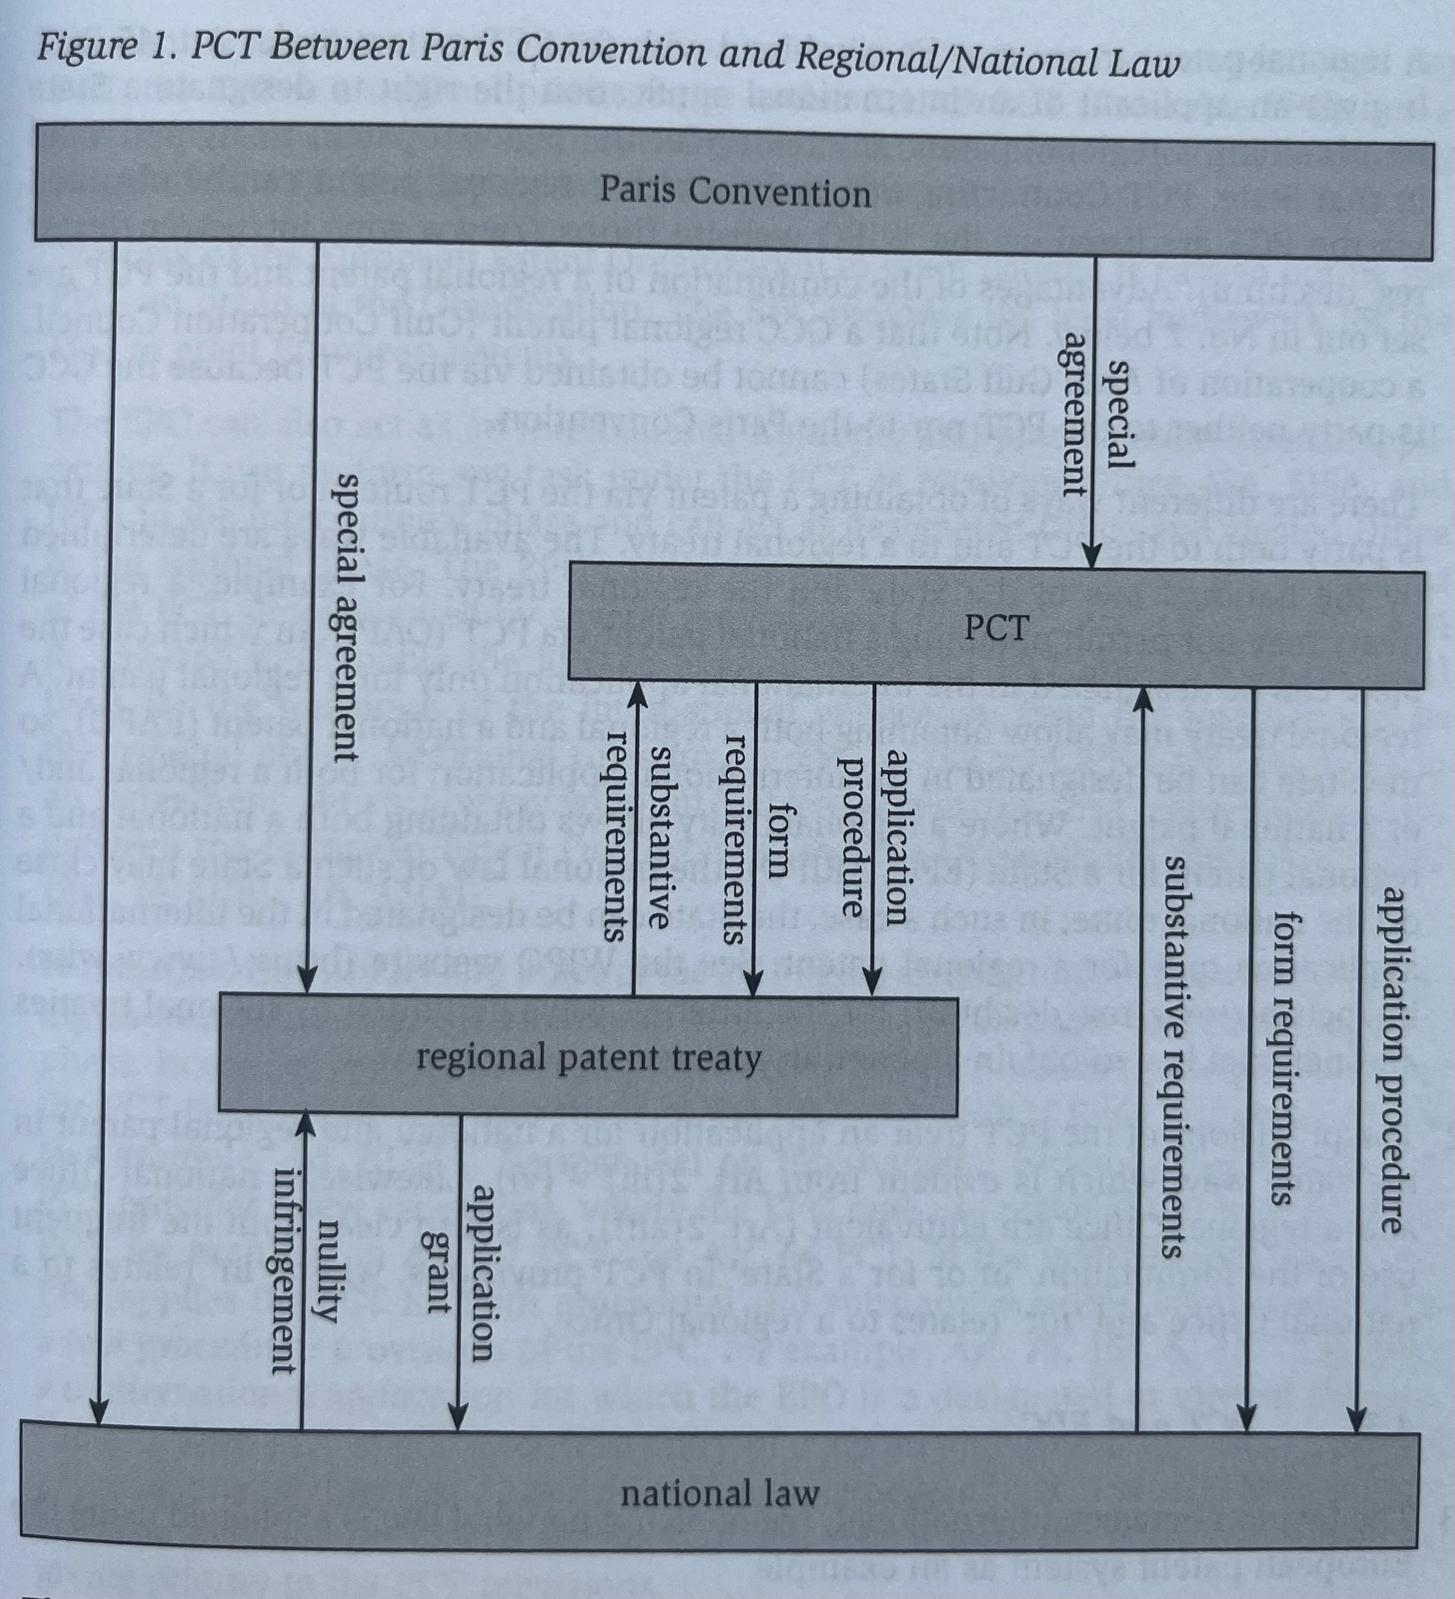 Figure 1. PCT Between Paris Convention and Regional/National Law
Paris Convention
special agreement
special
agreement
PCT
substantive
requirements
form
requirements
application
procedure
substantive requirements
form requirements
application procedure
regional patent treaty
nullity
infringement
application
grant
national law